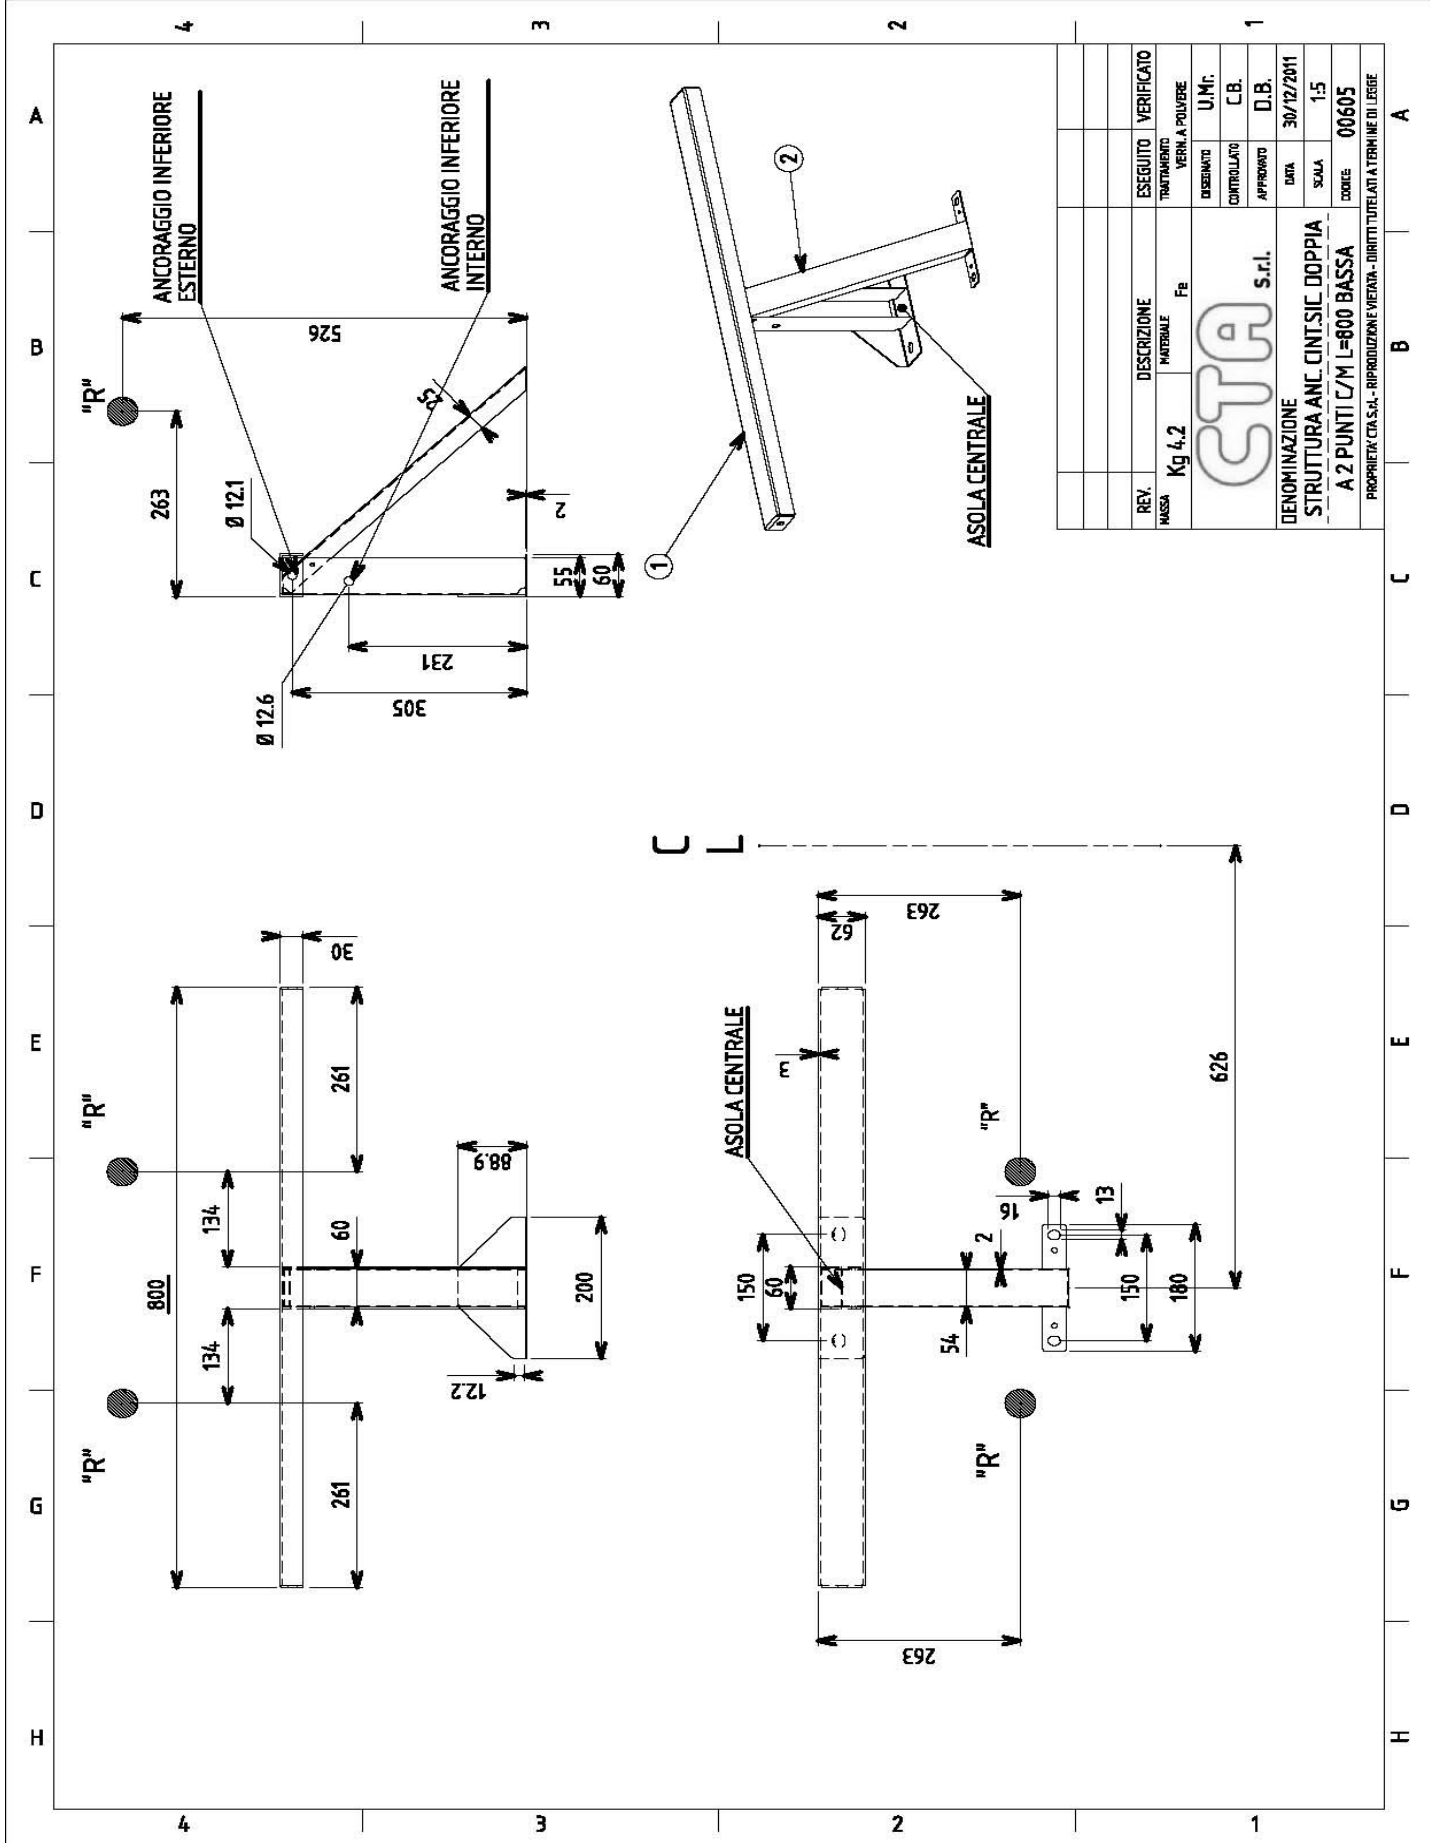 H
G
F
E
D
C
B
A
4
3
2
1
4
3
2
1
H
G
F
E
D
C
B
A
"R"
"R"
800
134
134
261
60
261
30
88.9
12.2
200
"R"
263
526
Ø 12.1
Ø 12.6
305
231
25
2
55
60
ANCORAGGIO INFERIORE
ESTERNO
ANCORAGGIO INFERIORE
INTERNO
C
L
ASOLA CENTRALE
3
62
263
263
150
60
54
2
16
13
150
180
626
"R"
"R"
1
2
ASOLA CENTRALE
REV.
DESCRIZIONE
ESEGUITO
VERIFICATO
MASSA
Kg 4.2
MATERIALE
Fe
TRATTAMENTO
VERN. A POLVERE
CTA s.r.l.
DISEGNATO
U.Mr.
CONTROLLATO
C.B.
APPROVATO
D.B.
DENOMINAZIONE
STRUTTURA ANC. CINT.SIC. DOPPIA
A 2 PUNTI C/M L=800 BASSA
DATA
30/12/2011
SCALA
1:5
CODICE:
00605
PROPRIETA' CTA S.r.l. - RIPRODUZIONE VIETATA - DIRITTI TUTELATI A TERMINE DI LEGGE